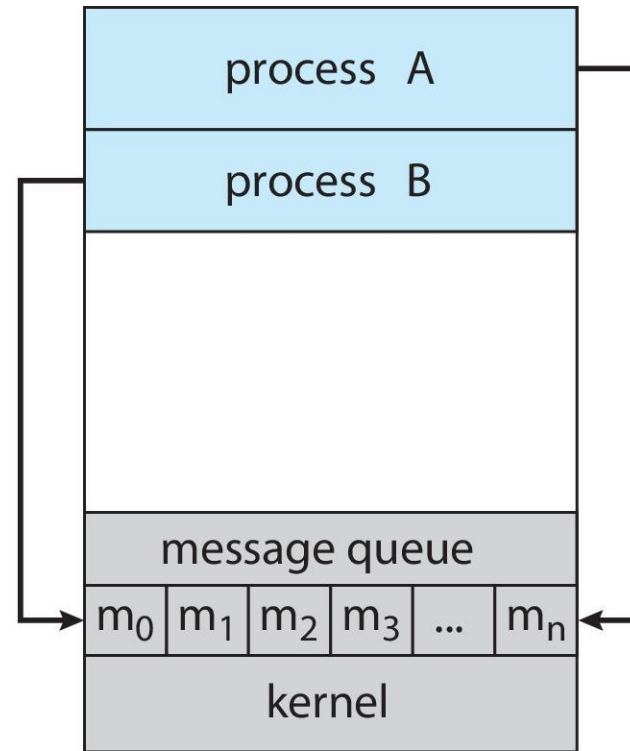 process A
process B
message queue
m₀ m₁ m₂ m₃ ... mₙ
kernel